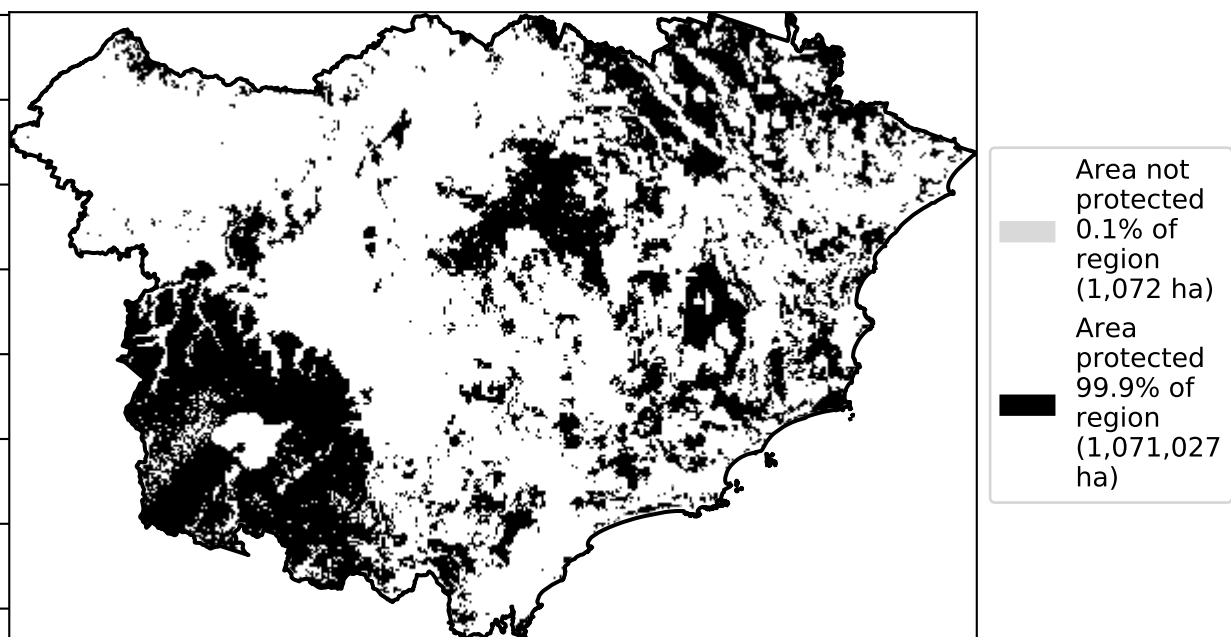 Area not
protected
0.1% of
region
(1,072 ha)
Area
protected
99.9% of
region
(1,071,027
ha)